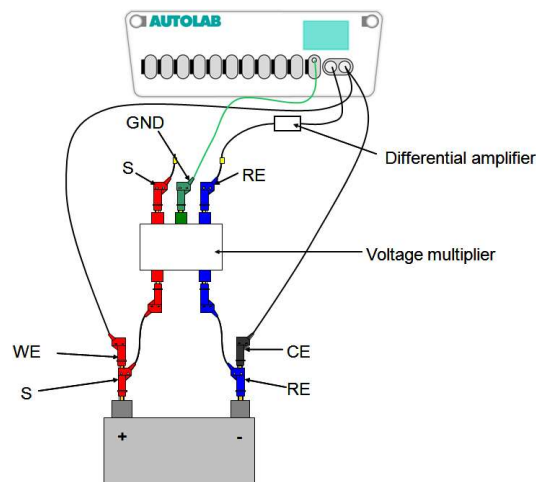 AUTOLAB
GND
S
RE
Differential amplifier
Voltage multiplier
WE
CE
S
RE
+
-